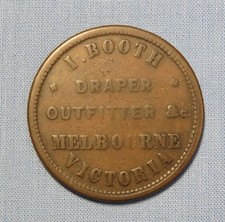 I. BOOTH
DRAPER
OUTFITTER &c
MELBOURNE
VICTORIA